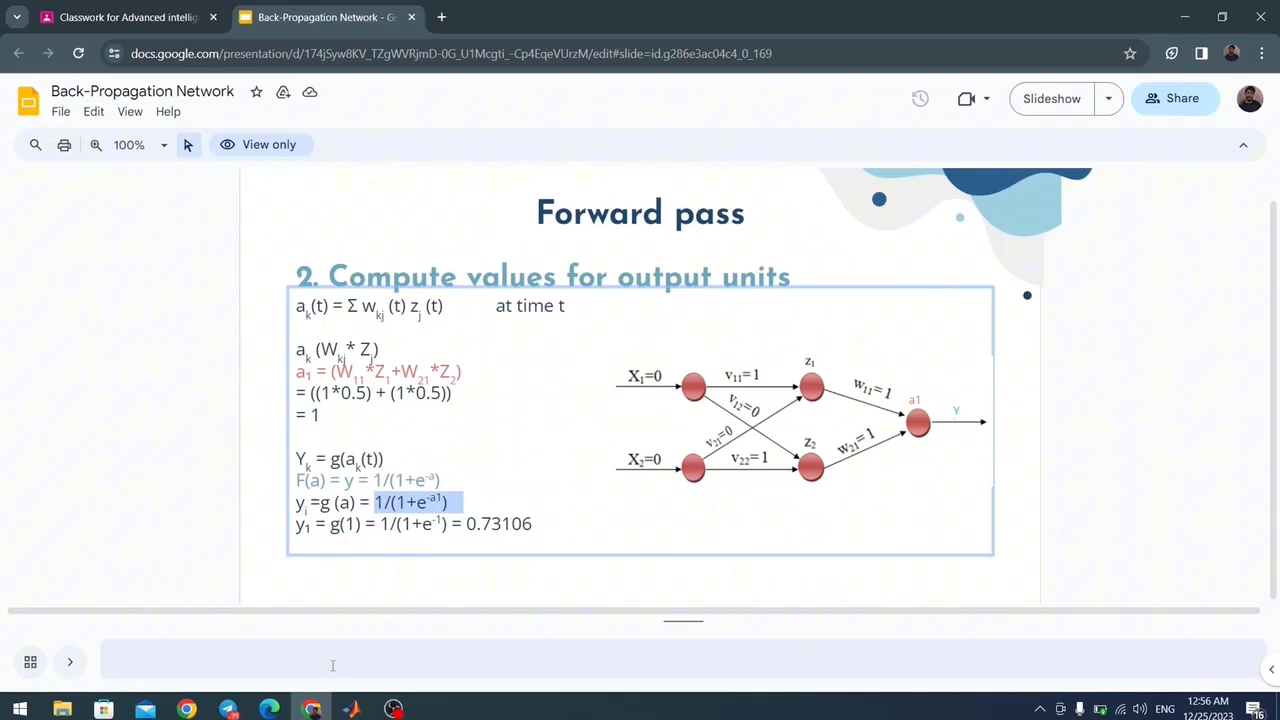 Classwork for Advanced intellig
Back-Propagation Network - Go
docs.google.com/presentation/d/174jSyw8KV_TZgWVRjmD-0G_U1Mcgti_-Cp4EqeVUrzM/edit#slide=id.g286e3ac04c4_0_169
Back-Propagation Network
File Edit View Help
Slideshow
Share
100%
View only
Forward pass
2. Compute values for output units
aₖ(t) = Σ wₖⱼ (t) zⱼ (t) at time t
aₖ (Wₖⱼ* Zⱼ)
a₁ = (W₁₁*Z₁+W₂₁*Z₂)
= ((1*0.5) + (1*0.5))
= 1
Yₖ = g(aₖ(t))
F(a) = y = 1/(1+e⁻ᵃ)
yᵢ =g (a) = 1/(1+e⁻ᵃ¹)
y₁ = g(1) = 1/(1+e⁻¹) = 0.73106
X₁=0
v₁₁=1
z₁
w₁₁=1
v₁₂=0
a1
Y
v₂₁=0
X₂=0
v₂₂=1
z₂
w₂₁=1
99
ENG
12:56 AM
12/25/2023
16